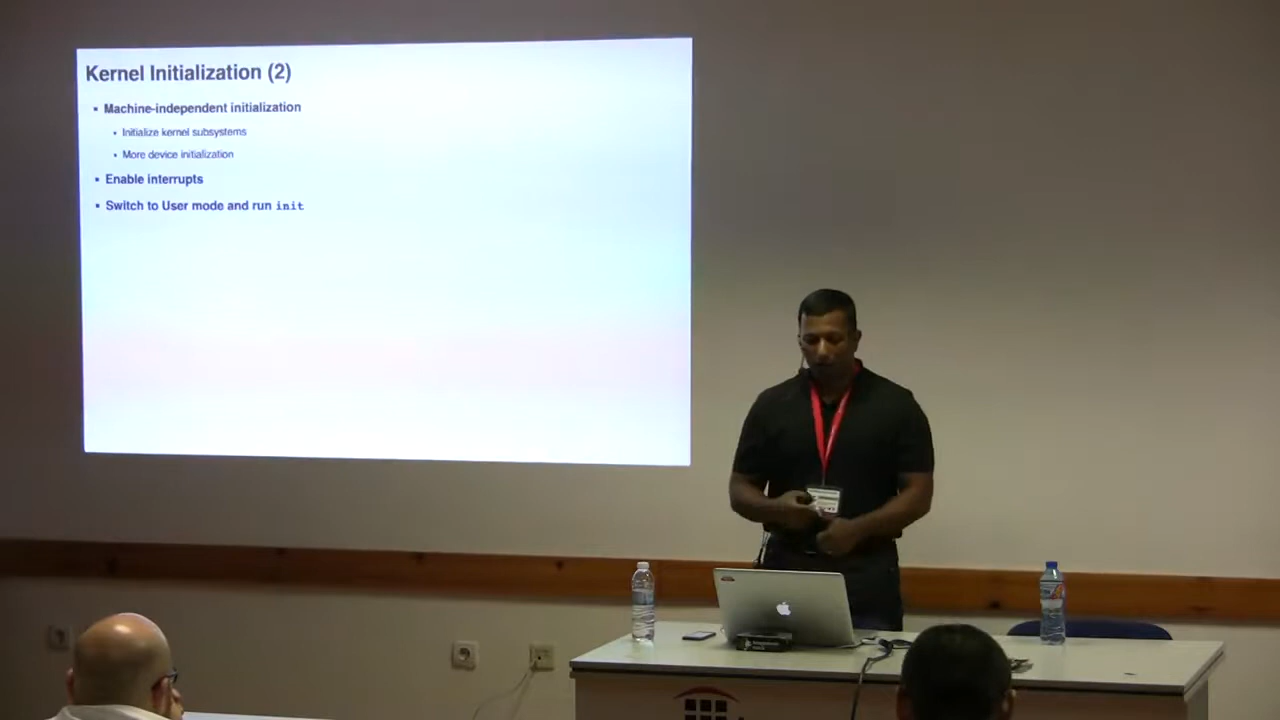 Kernel Initialization (2)
Machine-independent initialization
Initialize kernel subsystems
More device initialization
Enable interrupts
Switch to User mode and run init